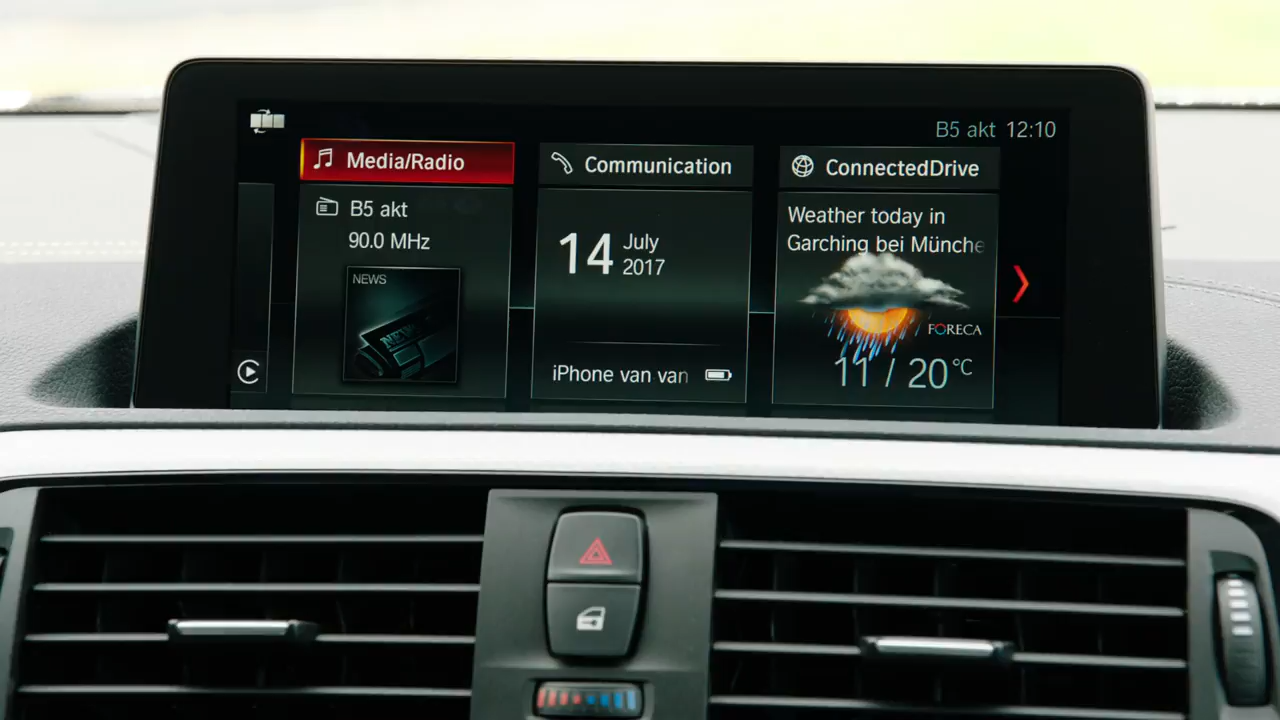 B5 akt 12:10
Media/Radio
B5 akt
90.0 MHz
NEWS
Communication
14 July
2017
iPhone van van
ConnectedDrive
Weather today in
Garching bei Münche
FORECA
11 / 20°C